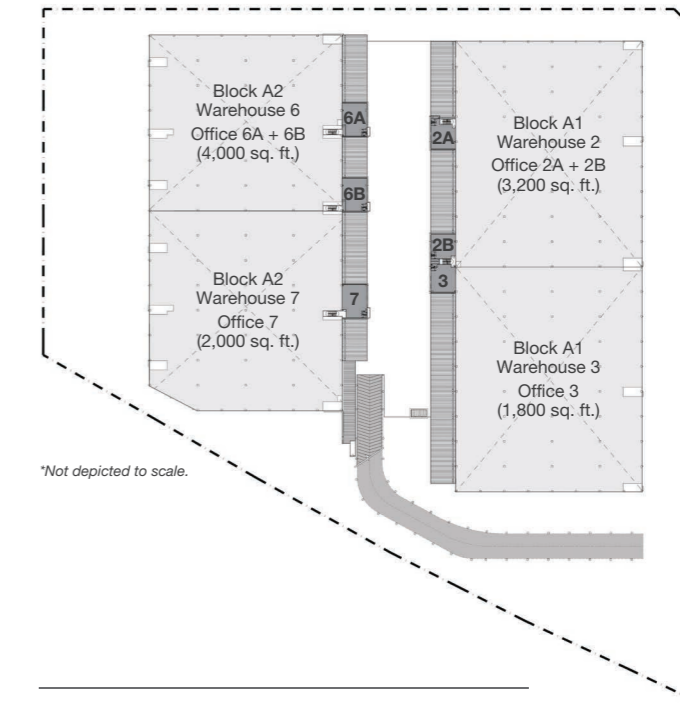 Block A2
Warehouse 6
Office 6A + 6B
(4,000 sq. ft.)
6A
6B
2A
Block A1
Warehouse 2
Office 2A + 2B
(3,200 sq. ft.)
2B
3
Block A2
Warehouse 7
Office 7
(2,000 sq. ft.)
7
Block A1
Warehouse 3
Office 3
(1,800 sq. ft.)
*Not depicted to scale.